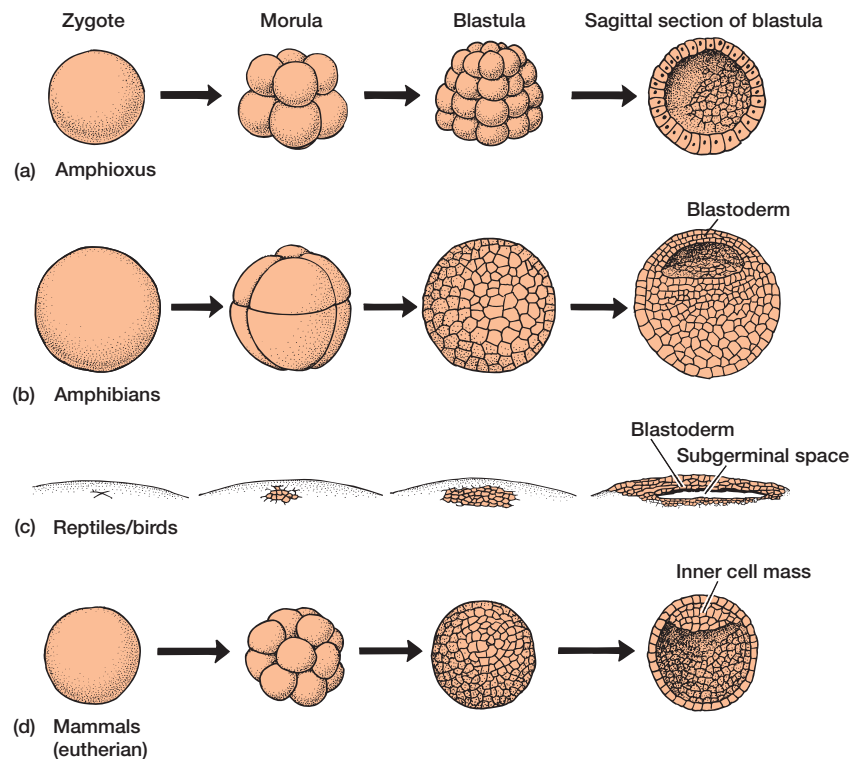 Zygote
Morula
Blastula
Sagittal section of blastula
(a) Amphioxus
Blastoderm
(b) Amphibians
Blastoderm
Subgerminal space
(c) Reptiles/birds
Inner cell mass
(d) Mammals
(eutherian)